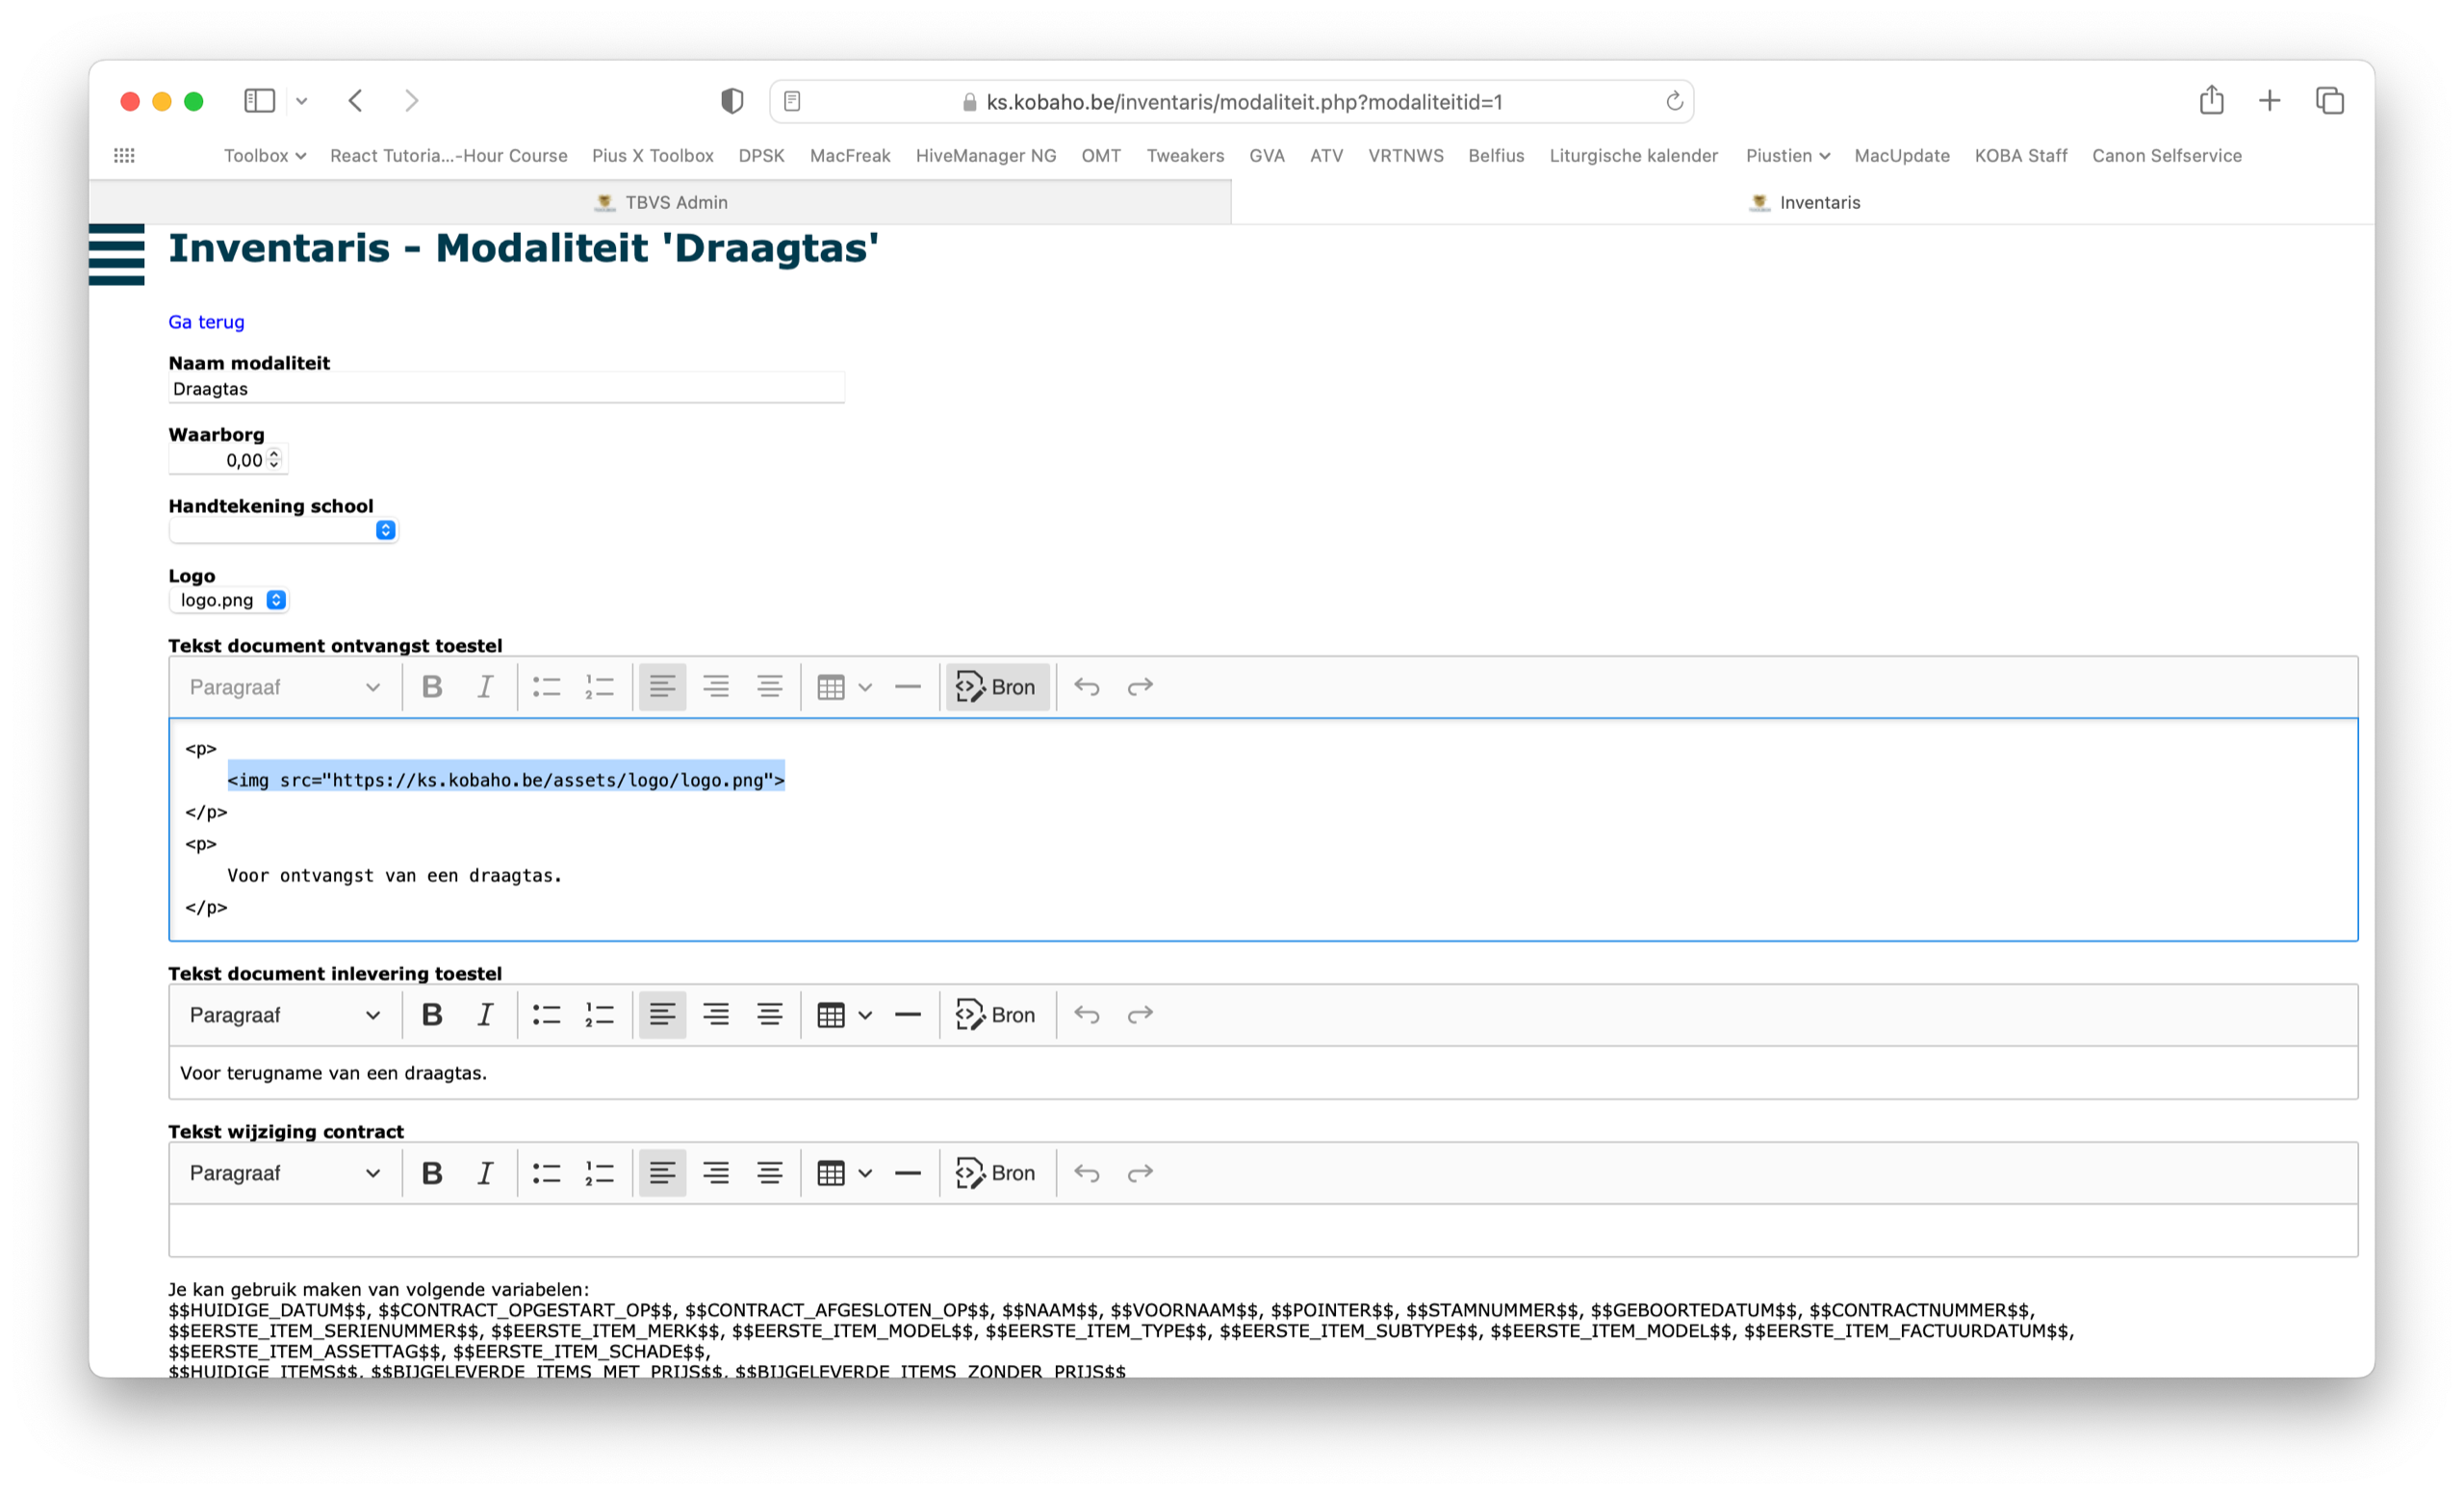 ks.kobaho.be/inventaris/modaliteit.php?modaliteitid=1
Toolbox React Tutoria...-Hour Course Pius X Toolbox DPSK MacFreak HiveManager NG OMT Tweakers GVA ATV VRTNWS Belfius Liturgische kalender Piustien MacUpdate KOBA Staff Canon Selfservice
TBVS Admin Inventaris
Inventaris - Modaliteit 'Draagtas'
Ga terug
Naam modaliteit
Draagtas
Waarborg
0,00
Handtekening school
Logo
logo.png
Tekst document ontvangst toestel
Paragraaf B I Bron
<p>
<img src="https://ks.kobaho.be/assets/logo/logo.png">
</p>
<p>
Voor ontvangst van een draagtas.
</p>
Tekst document inlevering toestel
Paragraaf B I Bron
Voor terugname van een draagtas.
Tekst wijziging contract
Paragraaf B I Bron
Je kan gebruik maken van volgende variabelen:
$$HUIDIGE_DATUM$$, $$CONTRACT_OPGESTART_OP$$, $$CONTRACT_AFGESLOTEN_OP$$, $$NAAM$$, $$VOORNAAM$$, $$POINTER$$, $$STAMNUMMER$$, $$GEBOORTEDATUM$$, $$CONTRACTNUMMER$$,
$$EERSTE_ITEM_SERIENUMMER$$, $$EERSTE_ITEM_MERK$$, $$EERSTE_ITEM_MODEL$$, $$EERSTE_ITEM_TYPE$$, $$EERSTE_ITEM_SUBTYPE$$, $$EERSTE_ITEM_MODEL$$, $$EERSTE_ITEM_FACTUURDATUM$$,
$$EERSTE_ITEM_ASSETTAG$$, $$EERSTE_ITEM_SCHADE$$,
$$HUIDIGE_ITEMS$$, $$BIJGELEVERDE_ITEMS_MET_PRIJS$$, $$BIJGELEVERDE_ITEMS_ZONDER_PRIJS$$